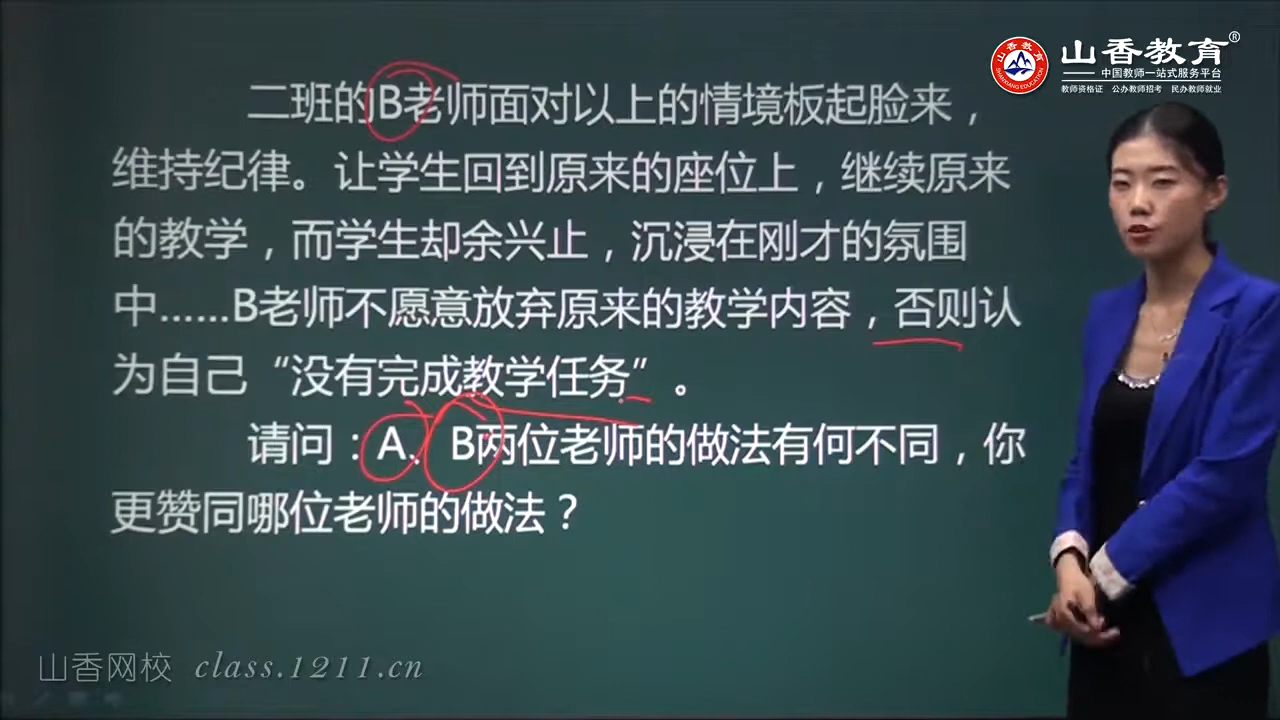 山香教育®
中国教师一站式服务平台
教师资格证 公办教师招考 民办教师就业
二班的B老师面对以上的情境板起脸来，
维持纪律。让学生回到原来的座位上，继续原来
的教学，而学生却余兴止，沉浸在刚才的氛围
中……B老师不愿意放弃原来的教学内容，否则认
为自己“没有完成教学任务”。
请问：A、B两位老师的做法有何不同，你
更赞同哪位老师的做法？
山香网校 class.1211.cn